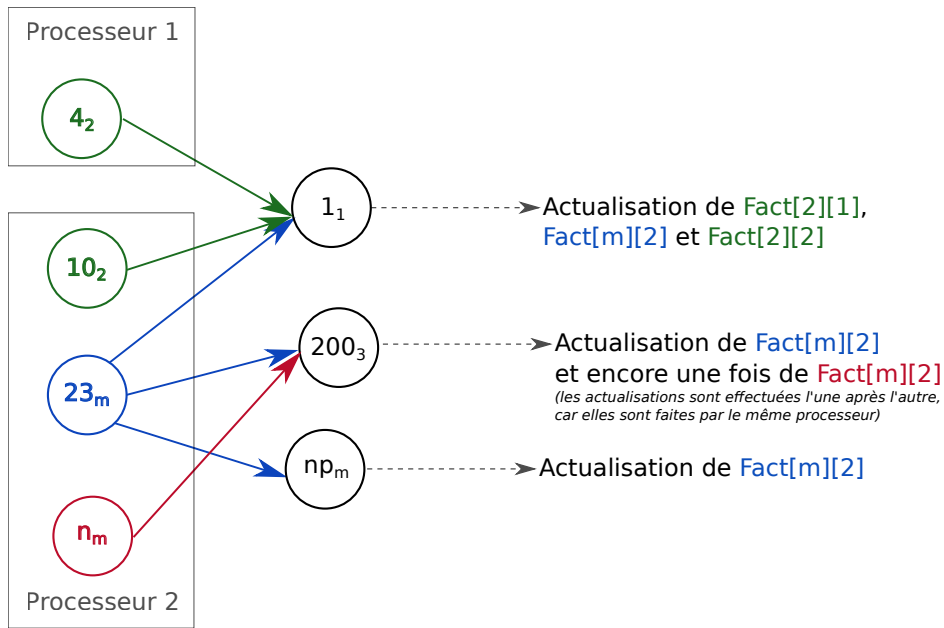 Processeur 1
4₂
10₂
23ₘ
nₘ
Processeur 2
1₁
200₃
npₘ
Actualisation de Fact[2][1],
Fact[m][2] et Fact[2][2]
Actualisation de Fact[m][2]
et encore une fois de Fact[m][2]
(les actualisations sont effectuées l'une après l'autre,
car elles sont faites par le même processeur)
Actualisation de Fact[m][2]